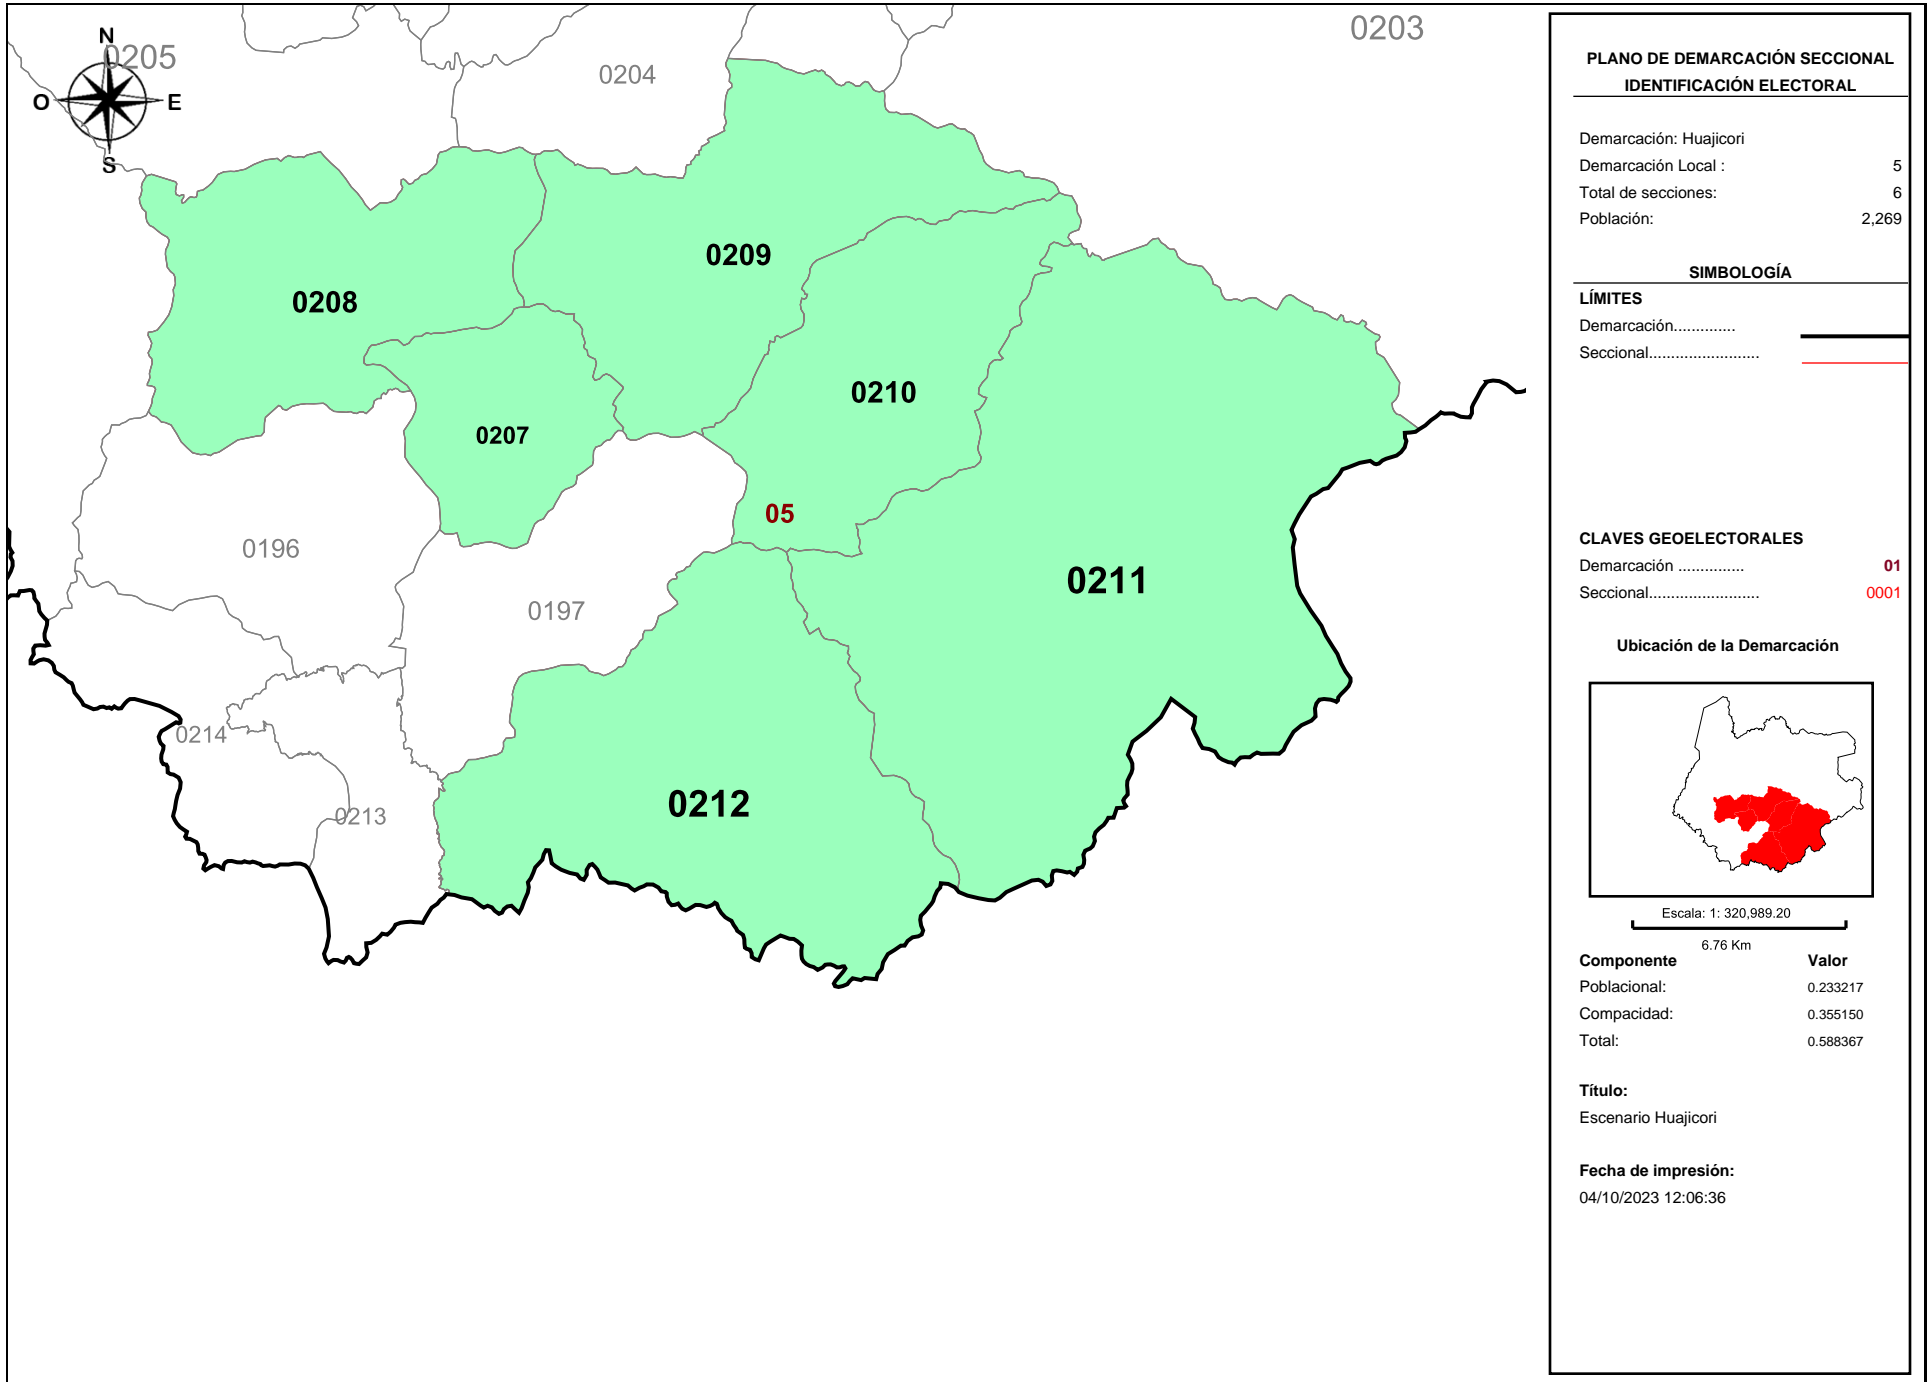 N
O
E
S
0205
0204
0203
0209
0208
0210
0207
05
0196
0211
0197
0214
0212
0213
PLANO DE DEMARCACIÓN SECCIONAL
IDENTIFICACIÓN ELECTORAL
Demarcación: Huajicori
Demarcación Local : 5
Total de secciones: 6
Población: 2,269
SIMBOLOGÍA
LÍMITES
Demarcación..............
Seccional.........................
CLAVES GEOELECTORALES
Demarcación ............... 01
Seccional......................... 0001
Ubicación de la Demarcación
Escala: 1: 320,989.20
6.76 Km
Componente Valor
Poblacional: 0.233217
Compacidad: 0.355150
Total: 0.588367
Título:
Escenario Huajicori
Fecha de impresión:
04/10/2023 12:06:36